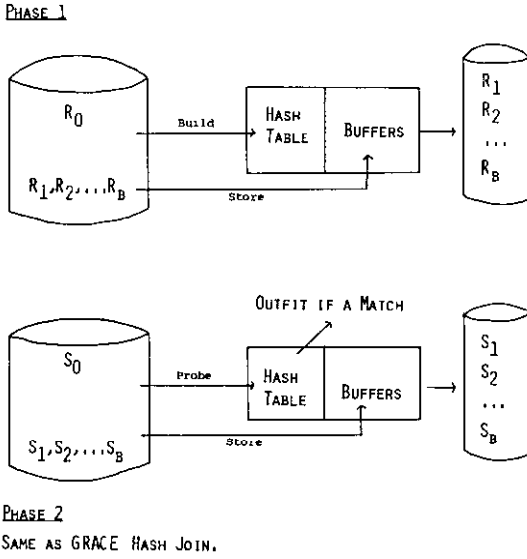 PHASE 1
R0
Build
HASH TABLE
BUFFERS
R1
R2
...
RB
R1,R2,...,RB
Store
OUTFIT IF A MATCH
S0
Probe
HASH TABLE
BUFFERS
S1
S2
...
SB
S1,S2,...,SB
Store
PHASE 2
SAME AS GRACE HASH JOIN.